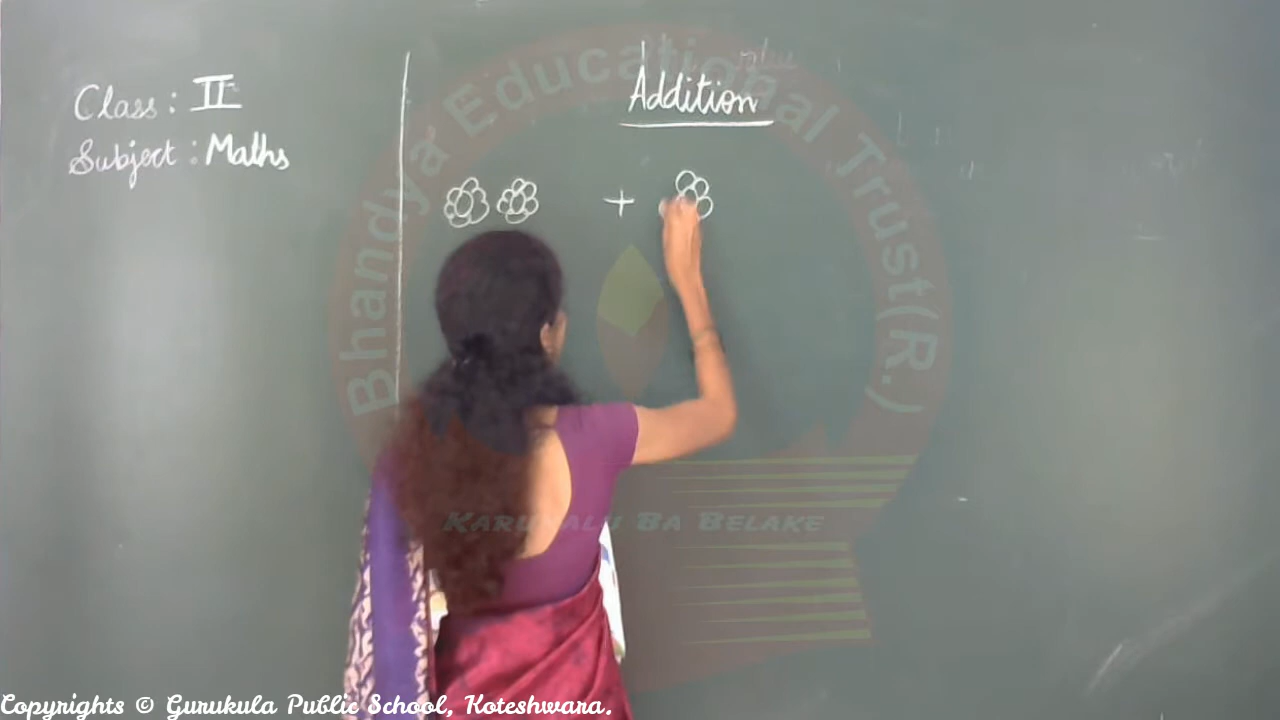 Class : II
Subject : Maths
Addition
+
Bhandya Educational Trust(R.)
KARUNALU BA BELAKE
Copyrights © Gurukula Public School, Koteshwara.